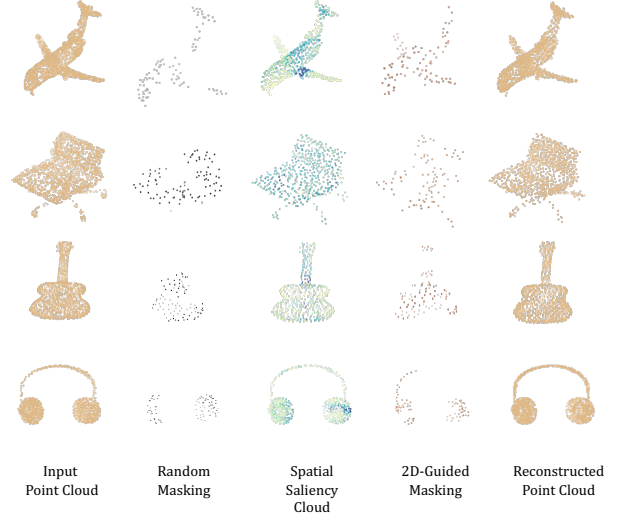 Input
Point Cloud
Random
Masking
Spatial
Saliency
Cloud
2D-Guided
Masking
Reconstructed
Point Cloud